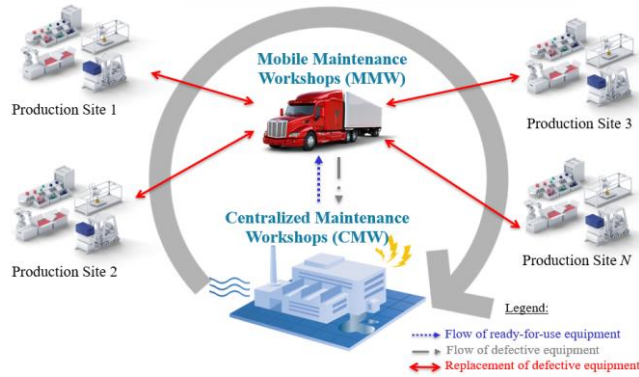 Mobile Maintenance
Workshops (MMW)
Production Site 1
Production Site 3
Centralized Maintenance
Workshops (CMW)
Production Site 2
Production Site N
Legend:
Flow of ready-for-use equipment
Flow of defective equipment
Replacement of defective equipment